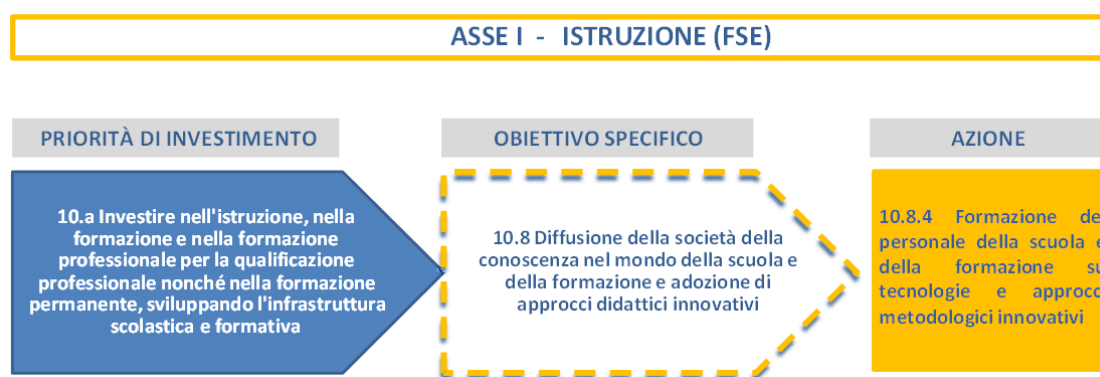 ASSE I - ISTRUZIONE (FSE)
PRIORITÀ DI INVESTIMENTO
10.a Investire nell'istruzione, nella
formazione e nella formazione
professionale per la qualificazione
professionale nonché nella formazione
permanente, sviluppando l'infrastruttura
scolastica e formativa
OBIETTIVO SPECIFICO
10.8 Diffusione della società della
conoscenza nel mondo della scuola e
della formazione e adozione di
approcci didattici innovativi
AZIONE
10.8.4 Formazione de
personale della scuola e
della formazione su
tecnologie e approcc
metodologici innovativi